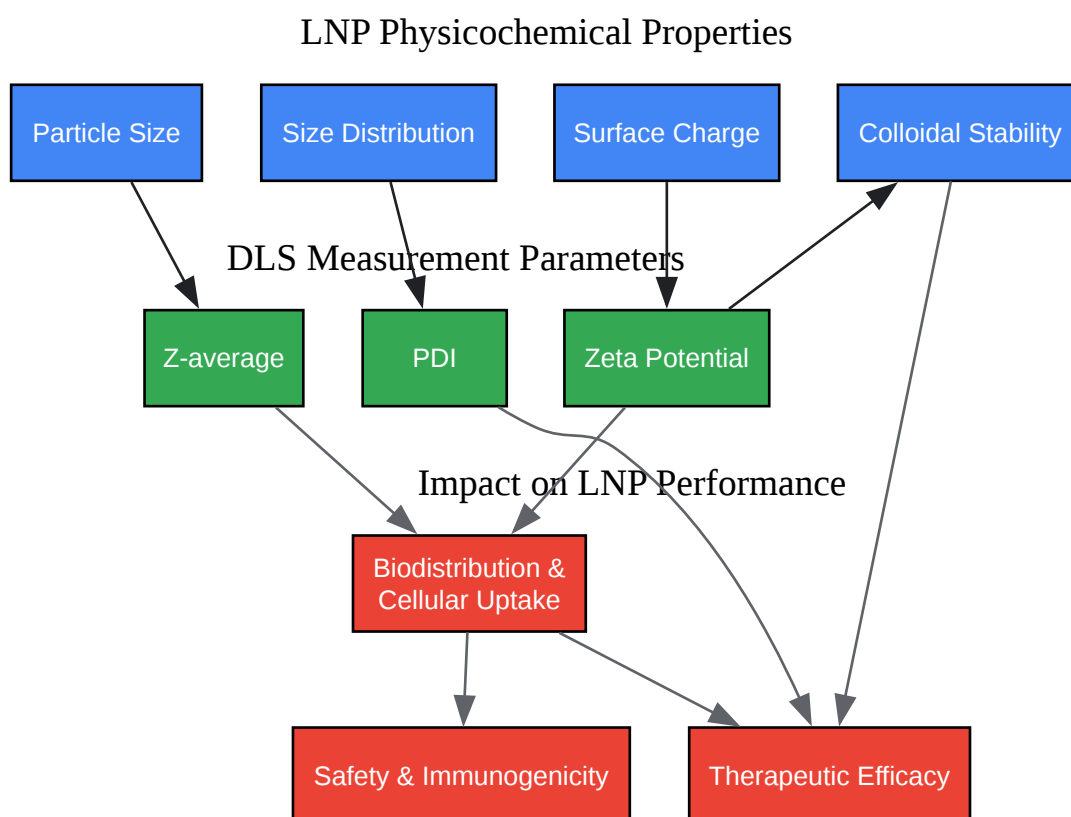 LNP Physicochemical Properties
Particle Size
Size Distribution
Surface Charge
Colloidal Stability
DLS Measurement Parameters
Z-average
PDI
Zeta Potential
Impact on LNP Performance
Biodistribution &
Cellular Uptake
Safety & Immunogenicity
Therapeutic Efficacy